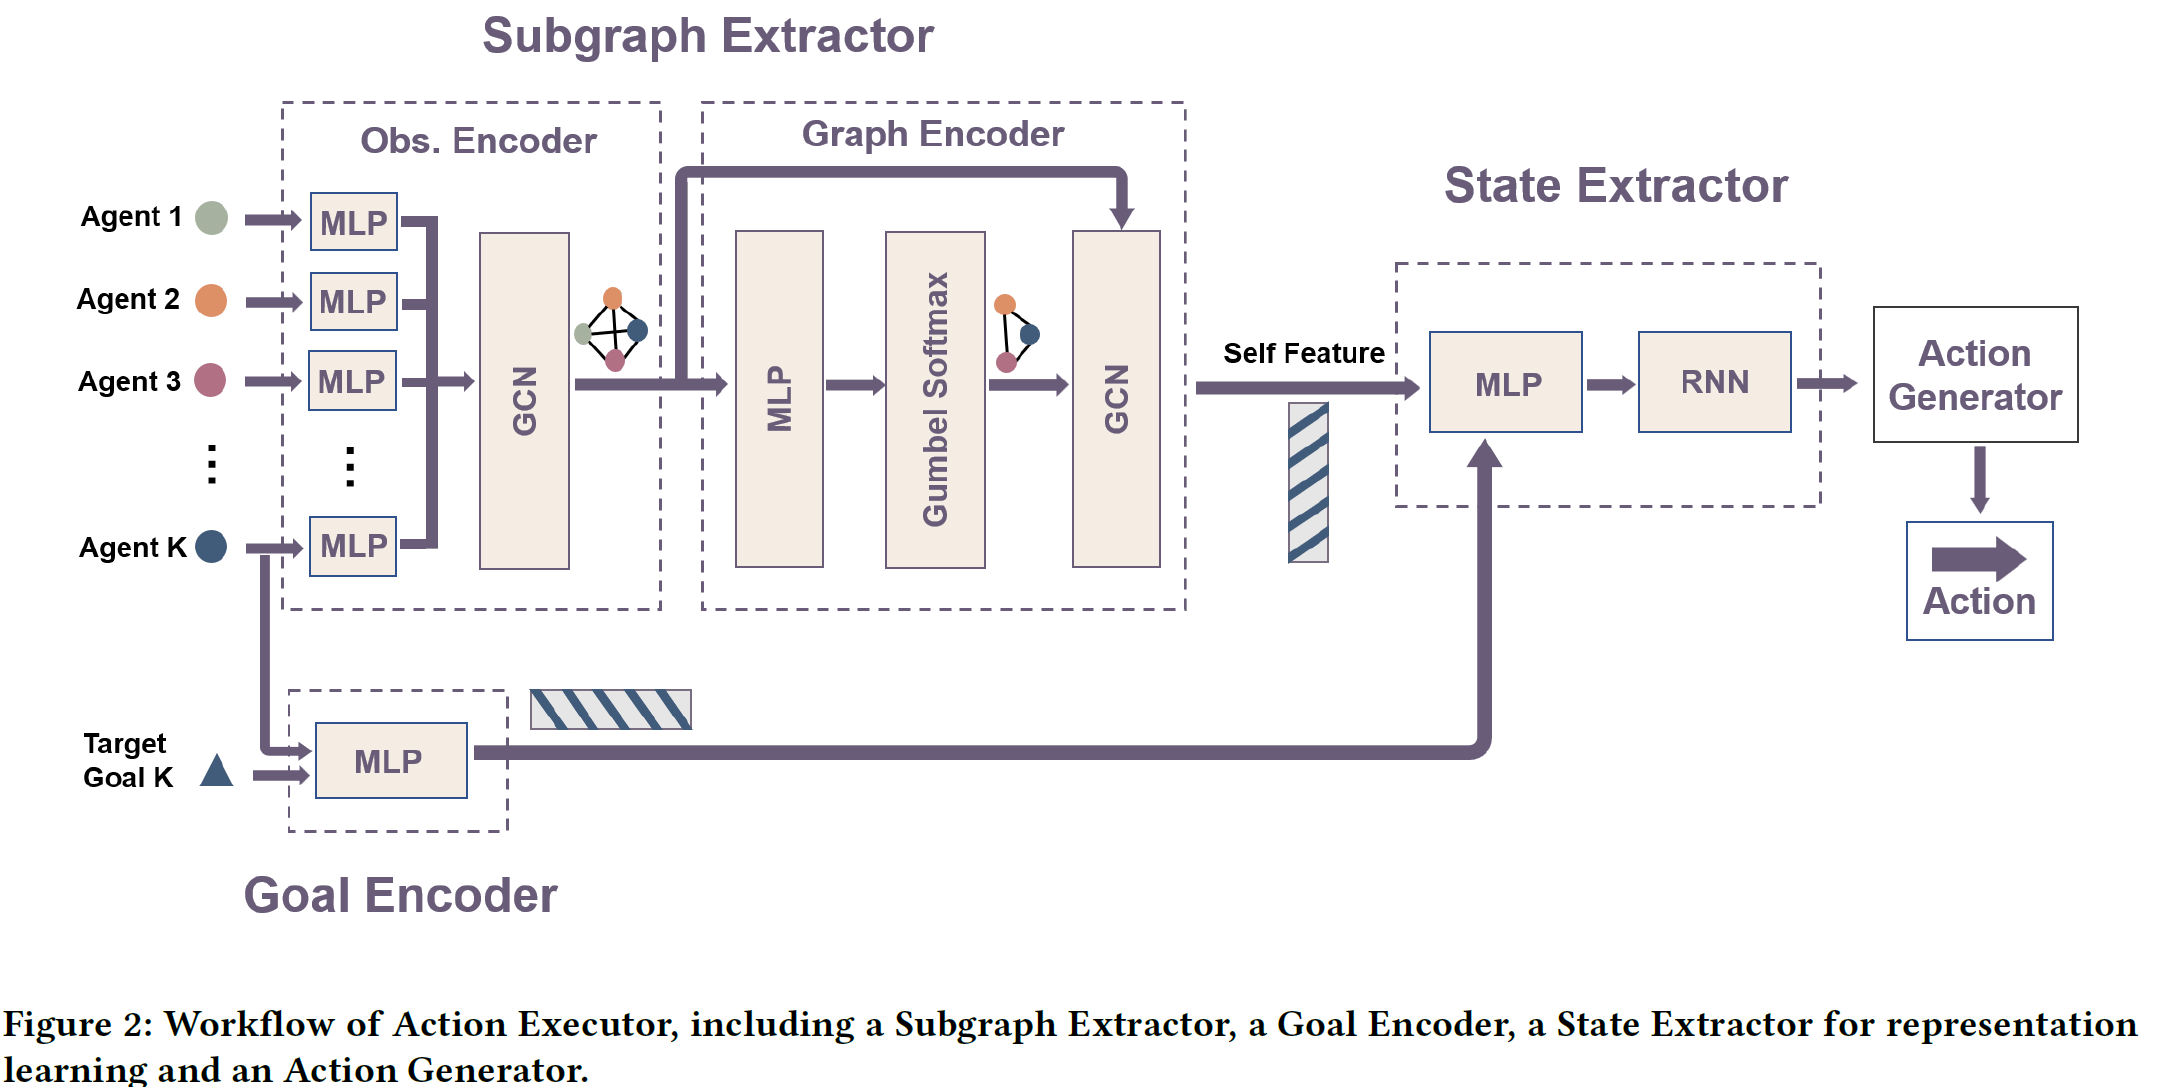 Subgraph Extractor
Obs. Encoder
Graph Encoder
State Extractor
Agent 1
MLP
Agent 2
MLP
Agent 3
MLP
Agent K
MLP
GCN
MLP
Gumbel Softmax
GCN
Self Feature
MLP
RNN
Action
Generator
Action
Target
Goal K
MLP
Goal Encoder
Figure 2: Workflow of Action Executor, including a Subgraph Extractor, a Goal Encoder, a State Extractor for representation
learning and an Action Generator.